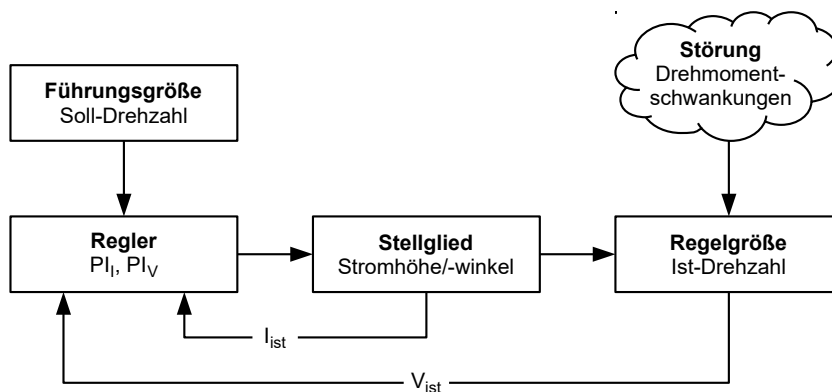 Störung
Drehmoment-
schwankungen
Führungsgröße
Soll-Drehzahl
Regler
PI_I, PI_V
Stellglied
Stromhöhe/-winkel
Regelgröße
Ist-Drehzahl
I_ist
V_ist